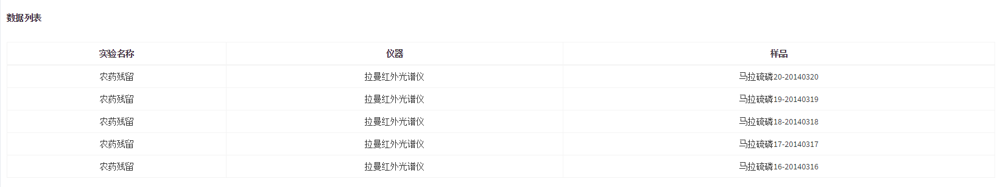 数据列表
实验名称 仪器 样品
农药残留 拉曼红外光谱仪 马拉硫磷20-20140320
农药残留 拉曼红外光谱仪 马拉硫磷19-20140319
农药残留 拉曼红外光谱仪 马拉硫磷18-20140318
农药残留 拉曼红外光谱仪 马拉硫磷17-20140317
农药残留 拉曼红外光谱仪 马拉硫磷16-20140316